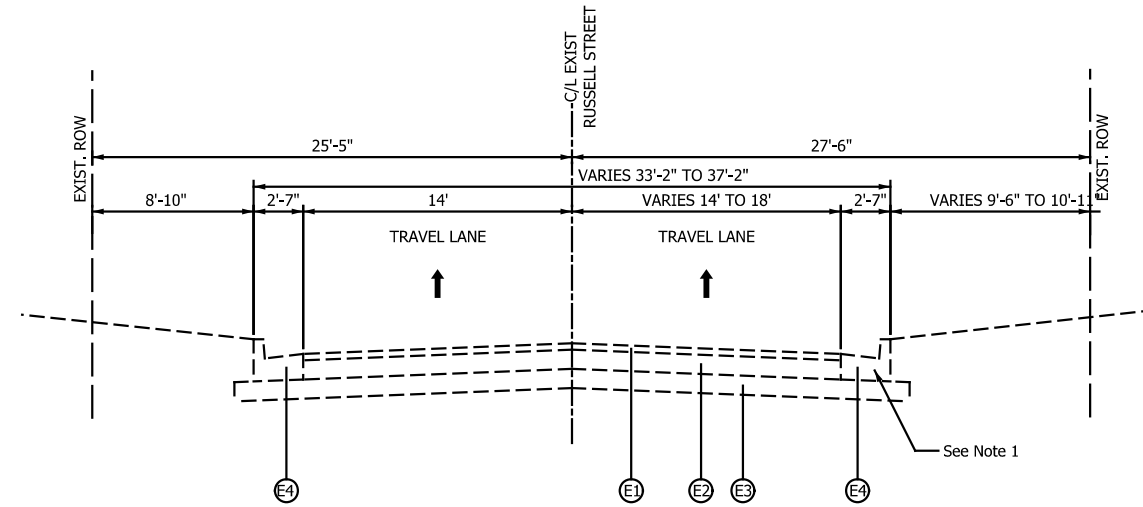 C/L EXIST
RUSSELL STREET
EXIST. ROW
EXIST. ROW
25'-5"
27'-6"
VARIES 33'-2" TO 37'-2"
8'-10"
2'-7"
14'
VARIES 14' TO 18'
2'-7"
VARIES 9'-6" TO 10'-11"
TRAVEL LANE
TRAVEL LANE
See Note 1
E4
E1
E2
E3
E4